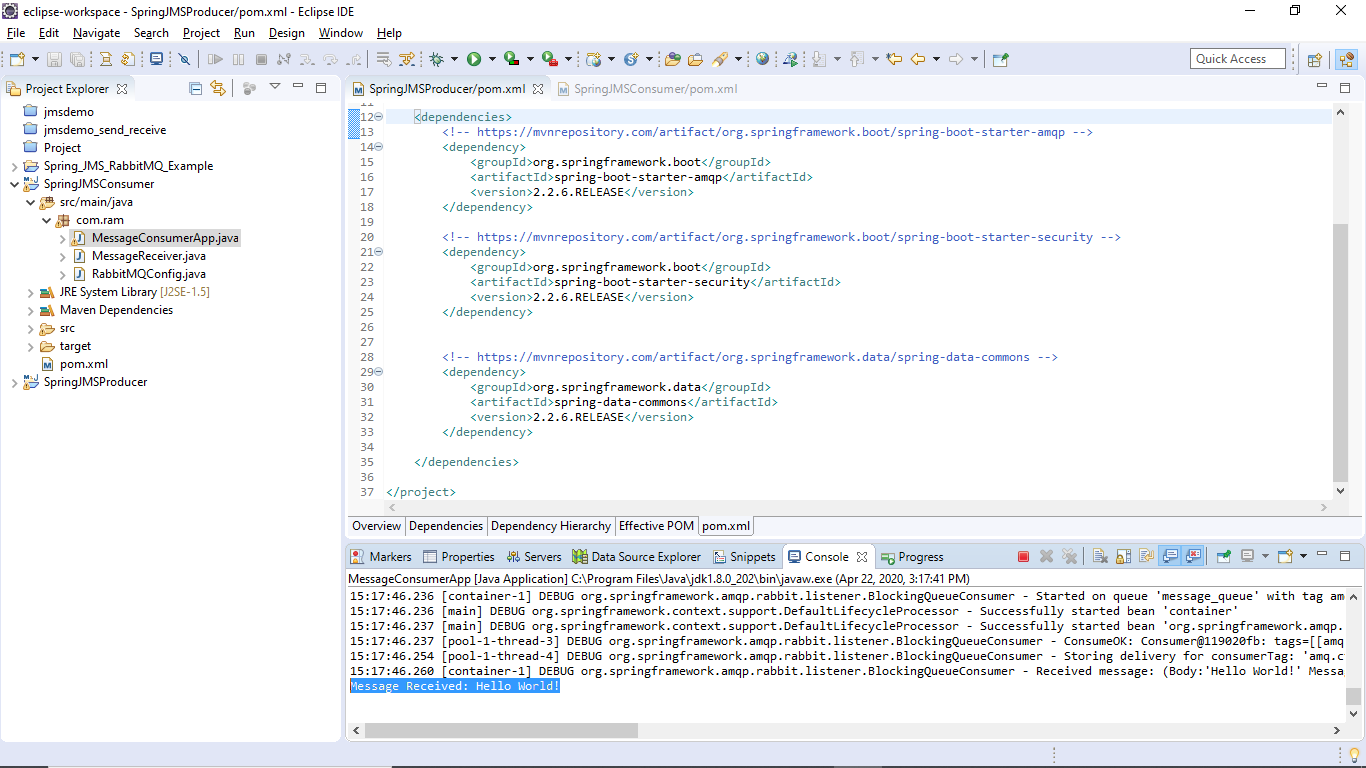 eclipse-workspace - SpringJMSProducer/pom.xml - Eclipse IDE
File Edit Navigate Search Project Run Design Window Help
Quick Access
Project Explorer
jmsdemo
jmsdemo_send_receive
Project
Spring_JMS_RabbitMQ_Example
SpringJMSConsumer
src/main/java
com.ram
MessageConsumerApp.java
MessageReceiver.java
RabbitMQConfig.java
JRE System Library [J2SE-1.5]
Maven Dependencies
src
target
pom.xml
SpringJMSProducer
SpringJMSProducer/pom.xml SpringJMSConsumer/pom.xml
11
12 <dependencies>
13 <!-- https://mvnrepository.com/artifact/org.springframework.boot/spring-boot-starter-amqp -->
14 <dependency>
15 <groupId>org.springframework.boot</groupId>
16 <artifactId>spring-boot-starter-amqp</artifactId>
17 <version>2.2.6.RELEASE</version>
18 </dependency>
19
20 <!-- https://mvnrepository.com/artifact/org.springframework.boot/spring-boot-starter-security -->
21 <dependency>
22 <groupId>org.springframework.boot</groupId>
23 <artifactId>spring-boot-starter-security</artifactId>
24 <version>2.2.6.RELEASE</version>
25 </dependency>
26
27
28 <!-- https://mvnrepository.com/artifact/org.springframework.data/spring-data-commons -->
29 <dependency>
30 <groupId>org.springframework.data</groupId>
31 <artifactId>spring-data-commons</artifactId>
32 <version>2.2.6.RELEASE</version>
33 </dependency>
34
35 </dependencies>
36
37 </project>
Overview Dependencies Dependency Hierarchy Effective POM pom.xml
Markers Properties Servers Data Source Explorer Snippets Console Progress
MessageConsumerApp [Java Application] C:\Program Files\Java\jdk1.8.0_202\bin\javaw.exe (Apr 22, 2020, 3:17:41 PM)
15:17:46.236 [container-1] DEBUG org.springframework.amqp.rabbit.listener.BlockingQueueConsumer - Started on queue 'message_queue' with tag am
15:17:46.236 [main] DEBUG org.springframework.context.support.DefaultLifecycleProcessor - Successfully started bean 'container'
15:17:46.237 [main] DEBUG org.springframework.context.support.DefaultLifecycleProcessor - Successfully started bean 'org.springframework.amqp.
15:17:46.237 [pool-1-thread-3] DEBUG org.springframework.amqp.rabbit.listener.BlockingQueueConsumer - ConsumeOK: Consumer@119020fb: tags=[[amq
15:17:46.254 [pool-1-thread-4] DEBUG org.springframework.amqp.rabbit.listener.BlockingQueueConsumer - Storing delivery for consumerTag: 'amq.c
15:17:46.260 [container-1] DEBUG org.springframework.amqp.rabbit.listener.BlockingQueueConsumer - Received message: (Body:'Hello World!' Messa
Message Received: Hello World!